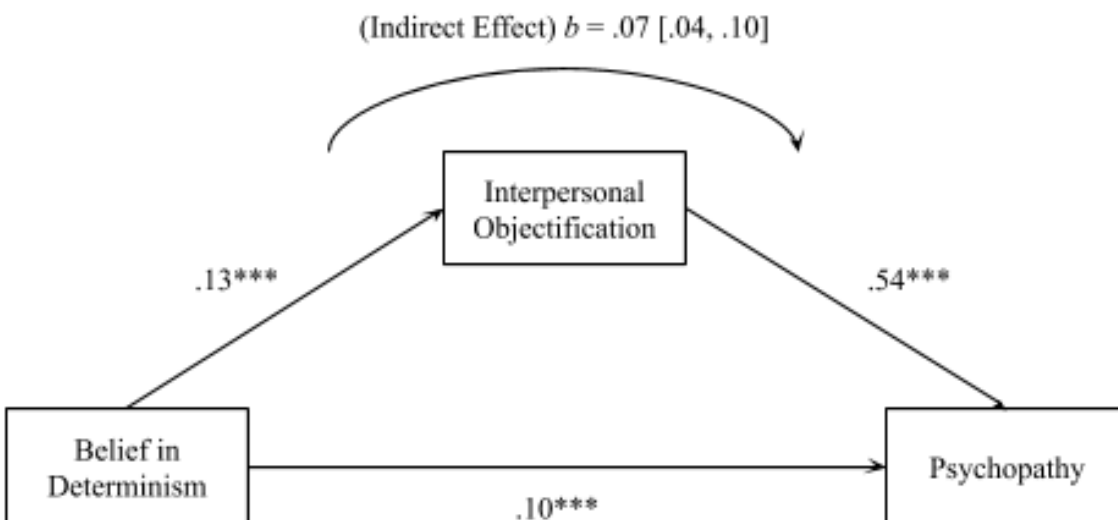 (Indirect Effect) b = .07 [.04, .10]
Interpersonal
Objectification
.13***
.54***
Belief in
Determinism
Psychopathy
.10***